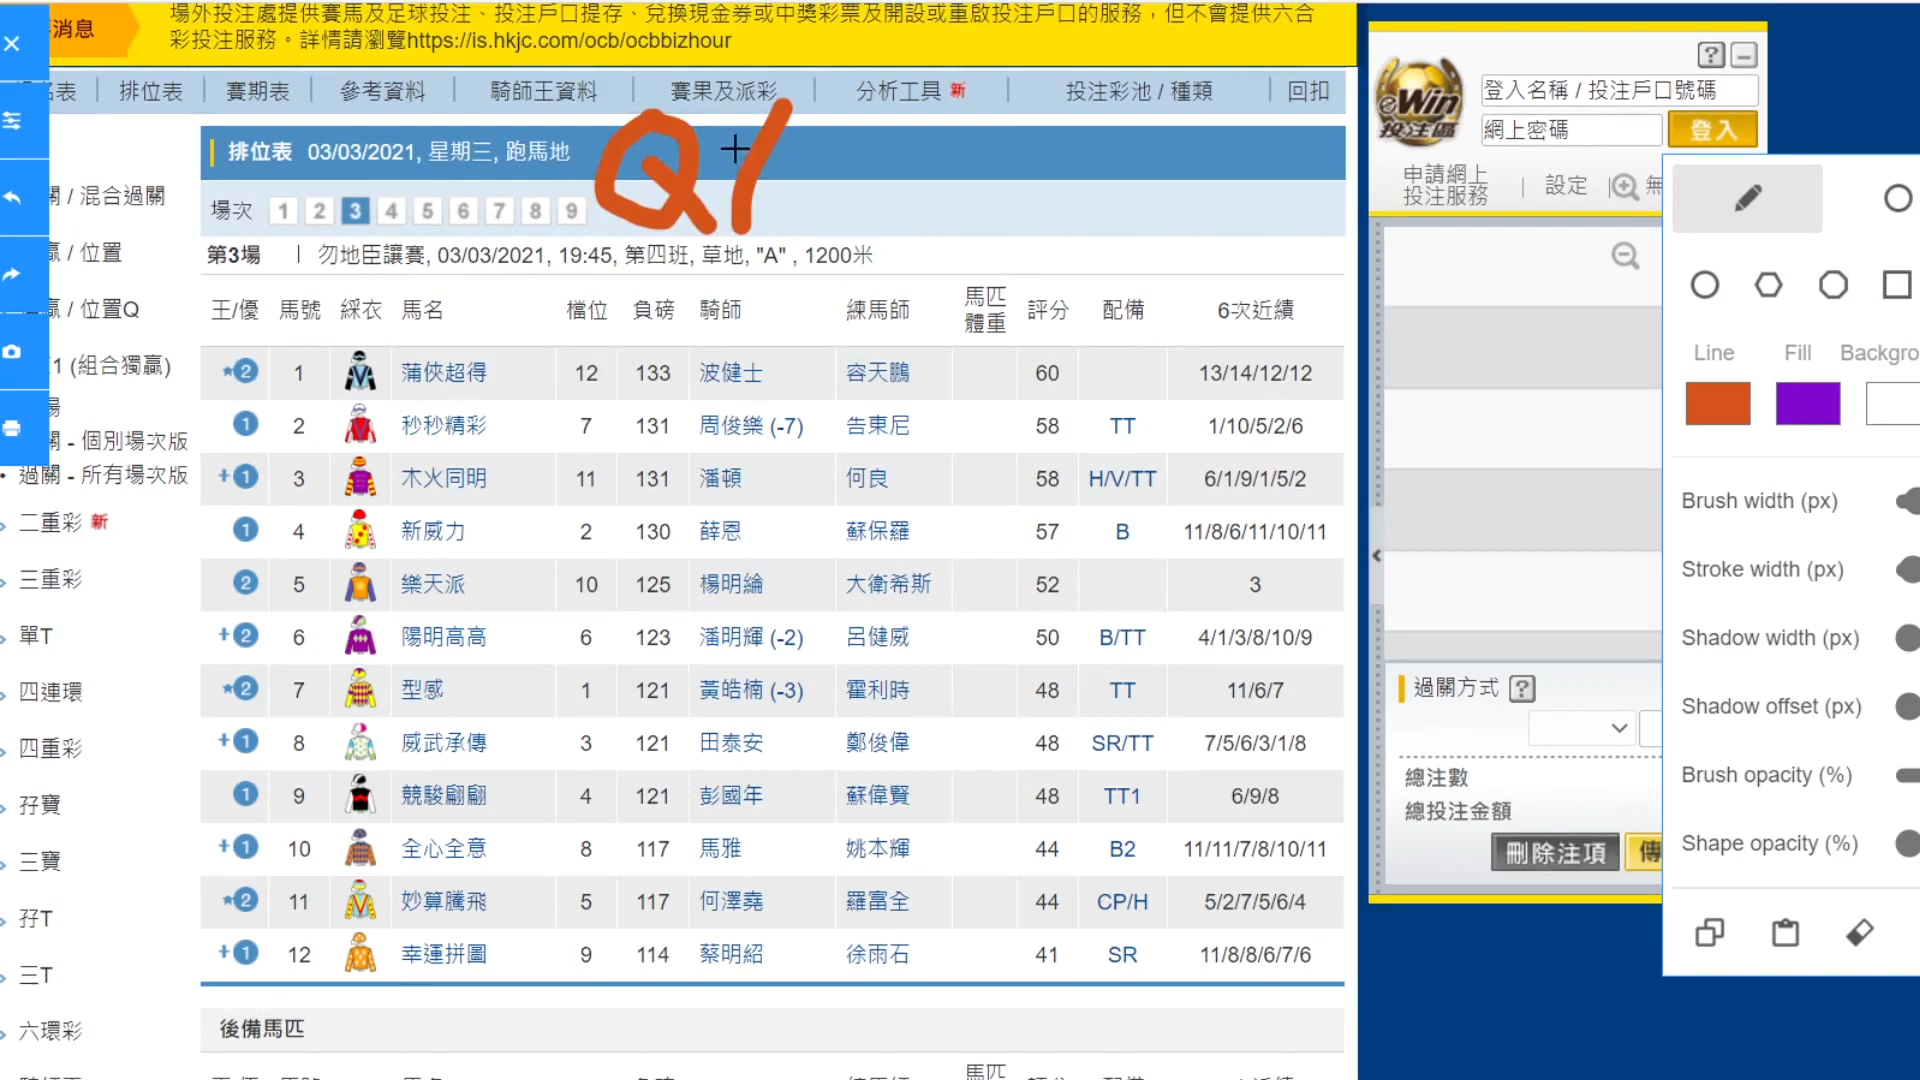 消息
場外投注處提供賽馬及足球投注、投注戶口提存、兌換現金券或中獎彩票及開設或重啟投注戶口的服務，但不會提供六合
彩投注服務。詳情請瀏覽https://is.hkjc.com/ocb/ocbbizhour
名表 排位表 賽期表 參考資料 騎師王資料 賽果及派彩 分析工具 新 投注彩池 / 種類 回扣
Q1
排位表 03/03/2021, 星期三, 跑馬地
場次 1 2 3 4 5 6 7 8 9
第3場 | 勿地臣讓賽, 03/03/2021, 19:45, 第四班, 草地, "A" , 1200米
王/優 馬號 綵衣 馬名 檔位 負磅 騎師 練馬師 馬匹體重 評分 配備 6次近績
★2 1 蒲俠超得 12 133 波健士 容天鵬 60 13/14/12/12
1 2 秒秒精彩 7 131 周俊樂 (-7) 告東尼 58 TT 1/10/5/2/6
+1 3 木火同明 11 131 潘頓 何良 58 H/V/TT 6/1/9/1/5/2
1 4 新威力 2 130 薛恩 蘇保羅 57 B 11/8/6/11/10/11
2 5 樂天派 10 125 楊明綸 大衛希斯 52 3
+2 6 陽明高高 6 123 潘明輝 (-2) 呂健威 50 B/TT 4/1/3/8/10/9
★2 7 型感 1 121 黃皓楠 (-3) 霍利時 48 TT 11/6/7
+1 8 威武承傳 3 121 田泰安 鄭俊偉 48 SR/TT 7/5/6/3/1/8
1 9 競駿翩翩 4 121 彭國年 蘇偉賢 48 TT1 6/9/8
+1 10 全心全意 8 117 馬雅 姚本輝 44 B2 11/11/7/8/10/11
★2 11 妙算騰飛 5 117 何澤堯 羅富全 44 CP/H 5/2/7/5/6/4
+1 12 幸運拼圖 9 114 蔡明紹 徐雨石 41 SR 11/8/8/6/7/6
後備馬匹
馬匹
關 / 混合過關
贏 / 位置
贏 / 位置Q
1 (組合獨贏)
場
關 - 個別場次版
• 過關 - 所有場次版
二重彩 新
三重彩
單T
四連環
四重彩
孖寶
三寶
孖T
三T
六環彩
eWin
投注區
登入名稱 / 投注戶口號碼
網上密碼
登入
申請網上
投注服務
| 設定 | 無
過關方式 ?
總注數
總投注金額
刪除注項
傳
Line Fill Backgro
Brush width (px)
Stroke width (px)
Shadow width (px)
Shadow offset (px)
Brush opacity (%)
Shape opacity (%)